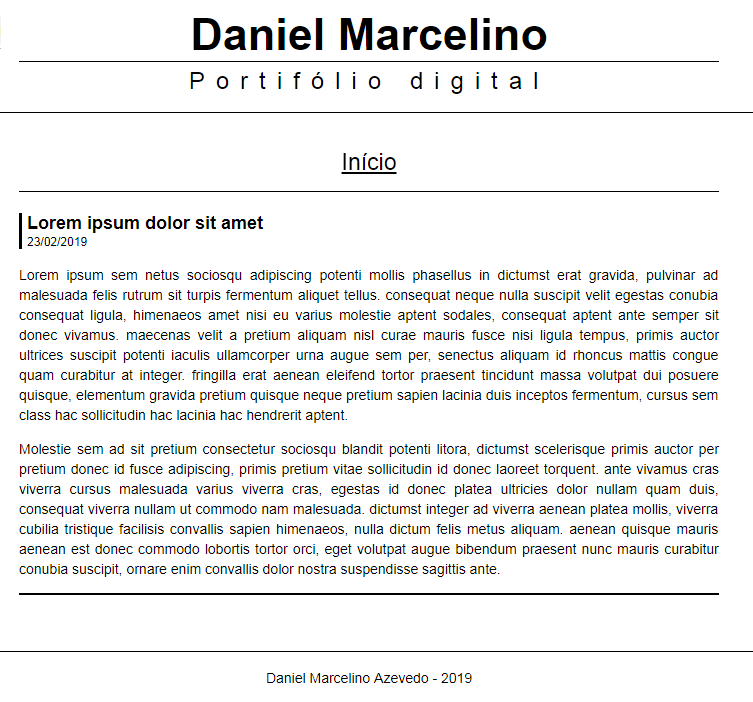 Daniel Marcelino
Portifólio digital
Início
Lorem ipsum dolor sit amet
23/02/2019
Lorem ipsum sem netus sociosqu adipiscing potenti mollis phasellus in dictumst erat gravida, pulvinar ad
malesuada felis rutrum sit turpis fermentum aliquet tellus. consequat neque nulla suscipit velit egestas conubia
consequat ligula, himenaeos amet nisi eu varius molestie aptent sodales, consequat aptent ante semper sit
donec vivamus. maecenas velit a pretium aliquam nisl curae mauris fusce nisi ligula tempus, primis auctor
ultrices suscipit potenti iaculis ullamcorper urna augue sem per, senectus aliquam id rhoncus mattis congue
quam curabitur at integer. fringilla erat aenean eleifend tortor praesent tincidunt massa volutpat dui posuere
quisque, elementum gravida pretium quisque neque pretium sapien lacinia duis inceptos fermentum, cursus sem
class hac sollicitudin hac lacinia hac hendrerit aptent.
Molestie sem ad sit pretium consectetur sociosqu blandit potenti litora, dictumst scelerisque primis auctor per
pretium donec id fusce adipiscing, primis pretium vitae sollicitudin id donec laoreet torquent. ante vivamus cras
viverra cursus malesuada varius viverra cras, egestas id donec platea ultricies dolor nullam quam duis,
consequat viverra nullam ut commodo nam malesuada. dictumst integer ad viverra aenean platea mollis, viverra
cubilia tristique facilisis convallis sapien himenaeos, nulla dictum felis metus aliquam. aenean quisque mauris
aenean est donec commodo lobortis tortor orci, eget volutpat augue bibendum praesent nunc mauris curabitur
conubia suscipit, ornare enim convallis dolor nostra suspendisse sagittis ante.
Daniel Marcelino Azevedo - 2019